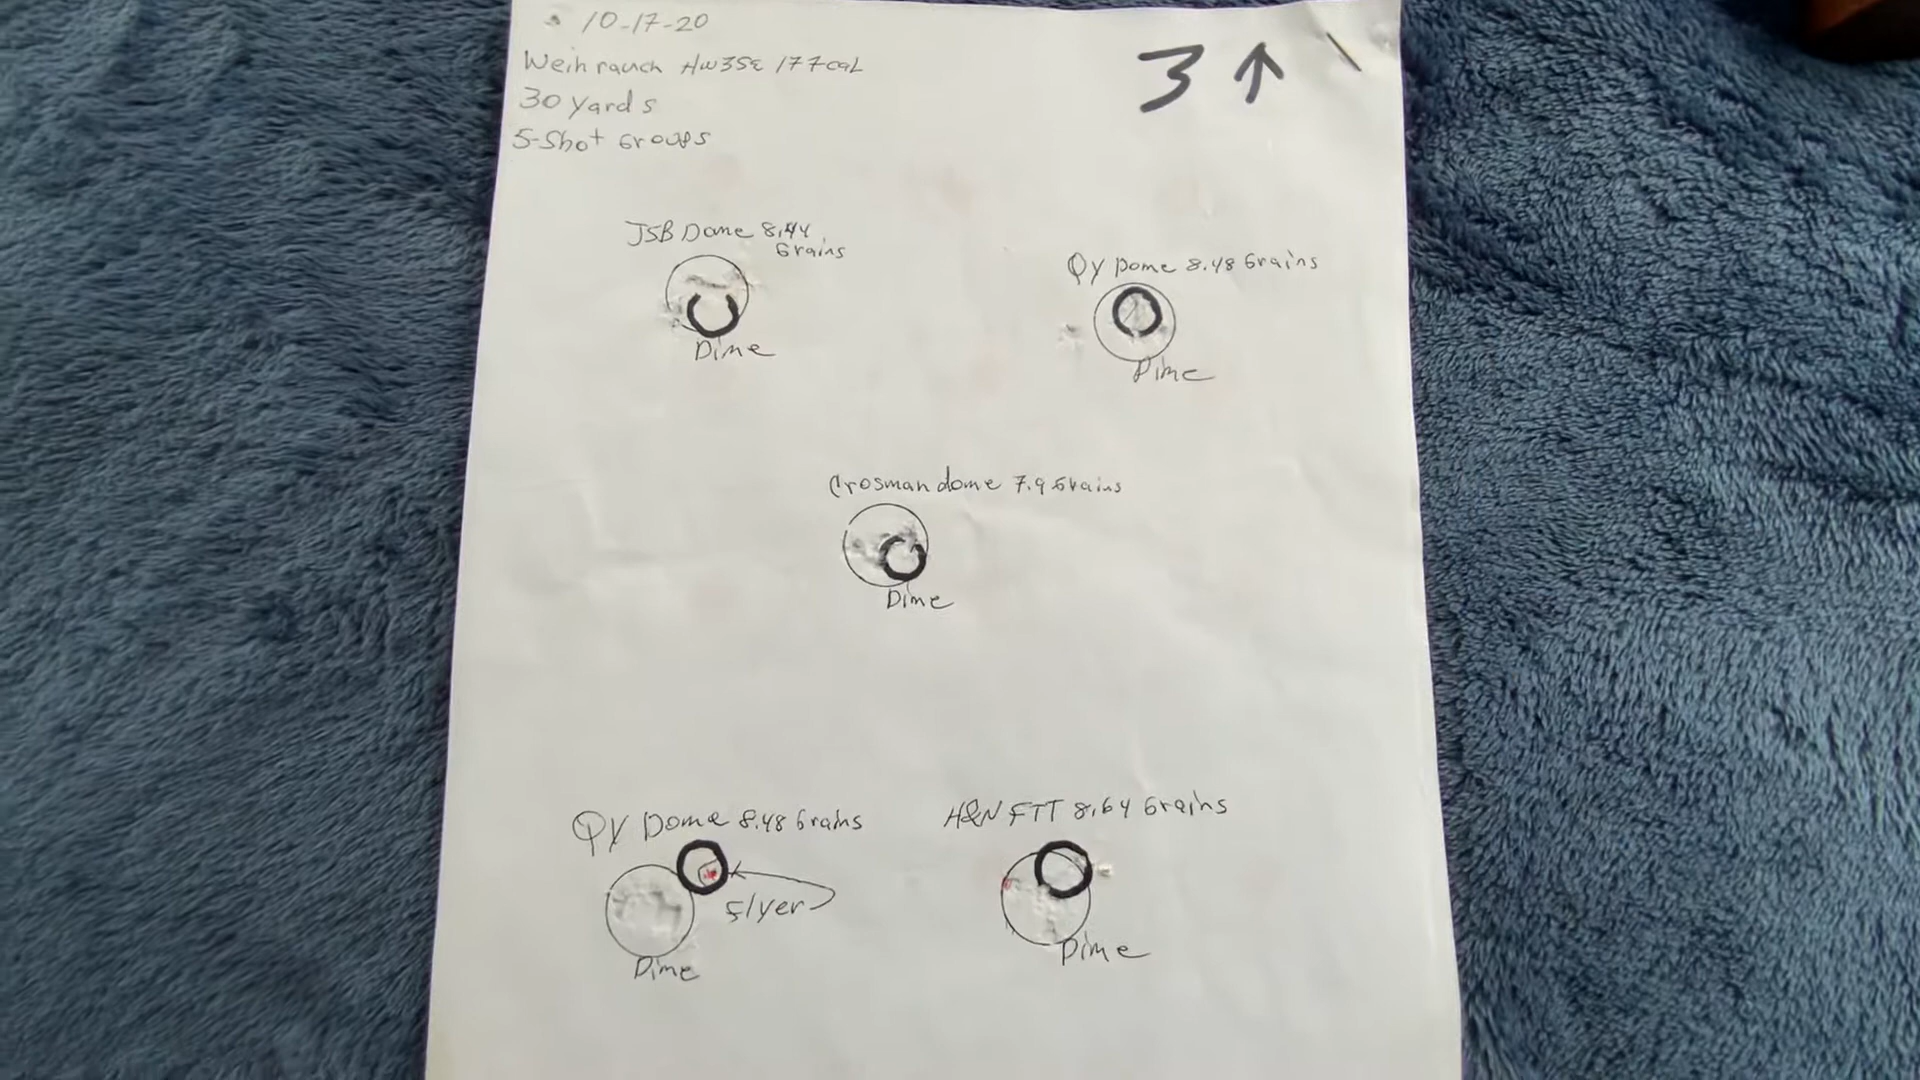 10-17-20
Weihrauch HW35E 177cal
30 yards
5-Shot Groups
3 ↑
JSB Dome 8.44
Grains
Dime
QY Dome 8.48 Grains
Dime
Crosman dome 7.9 Grains
Dime
QY Dome 8.48 Grains
Flyer
Dime
H&N FTT 8.64 Grains
Dime